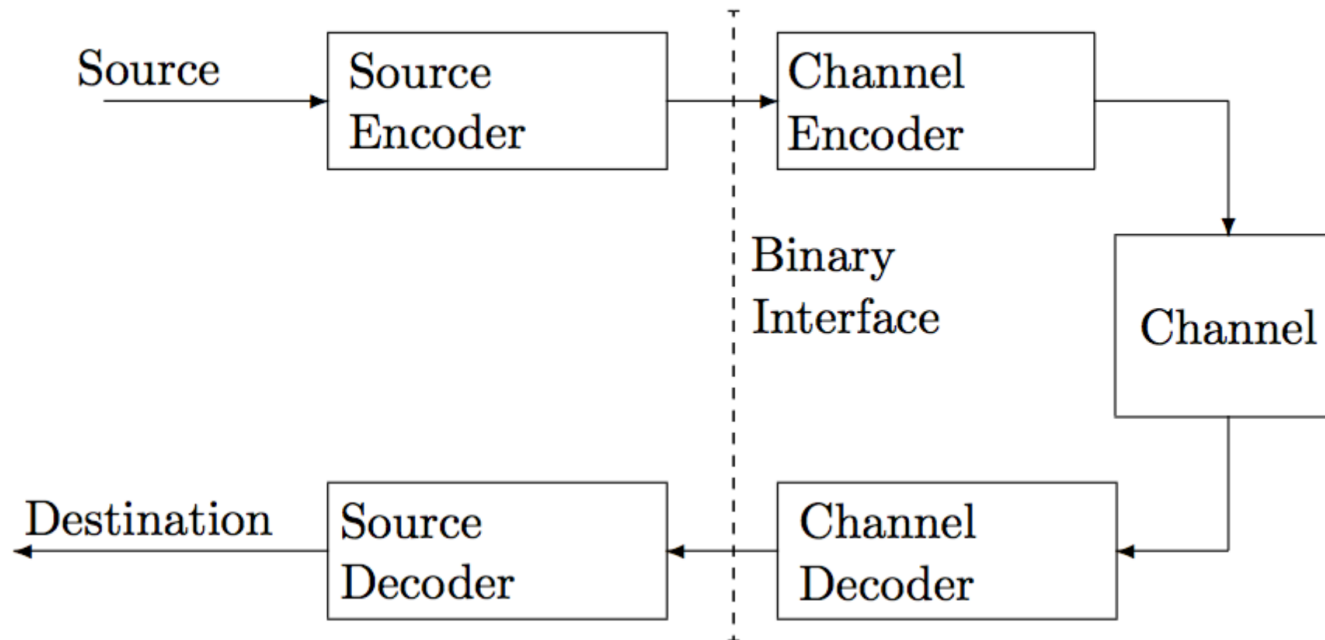 Source
Source
Encoder
Channel
Encoder
Binary
Interface
Channel
Destination
Source
Decoder
Channel
Decoder